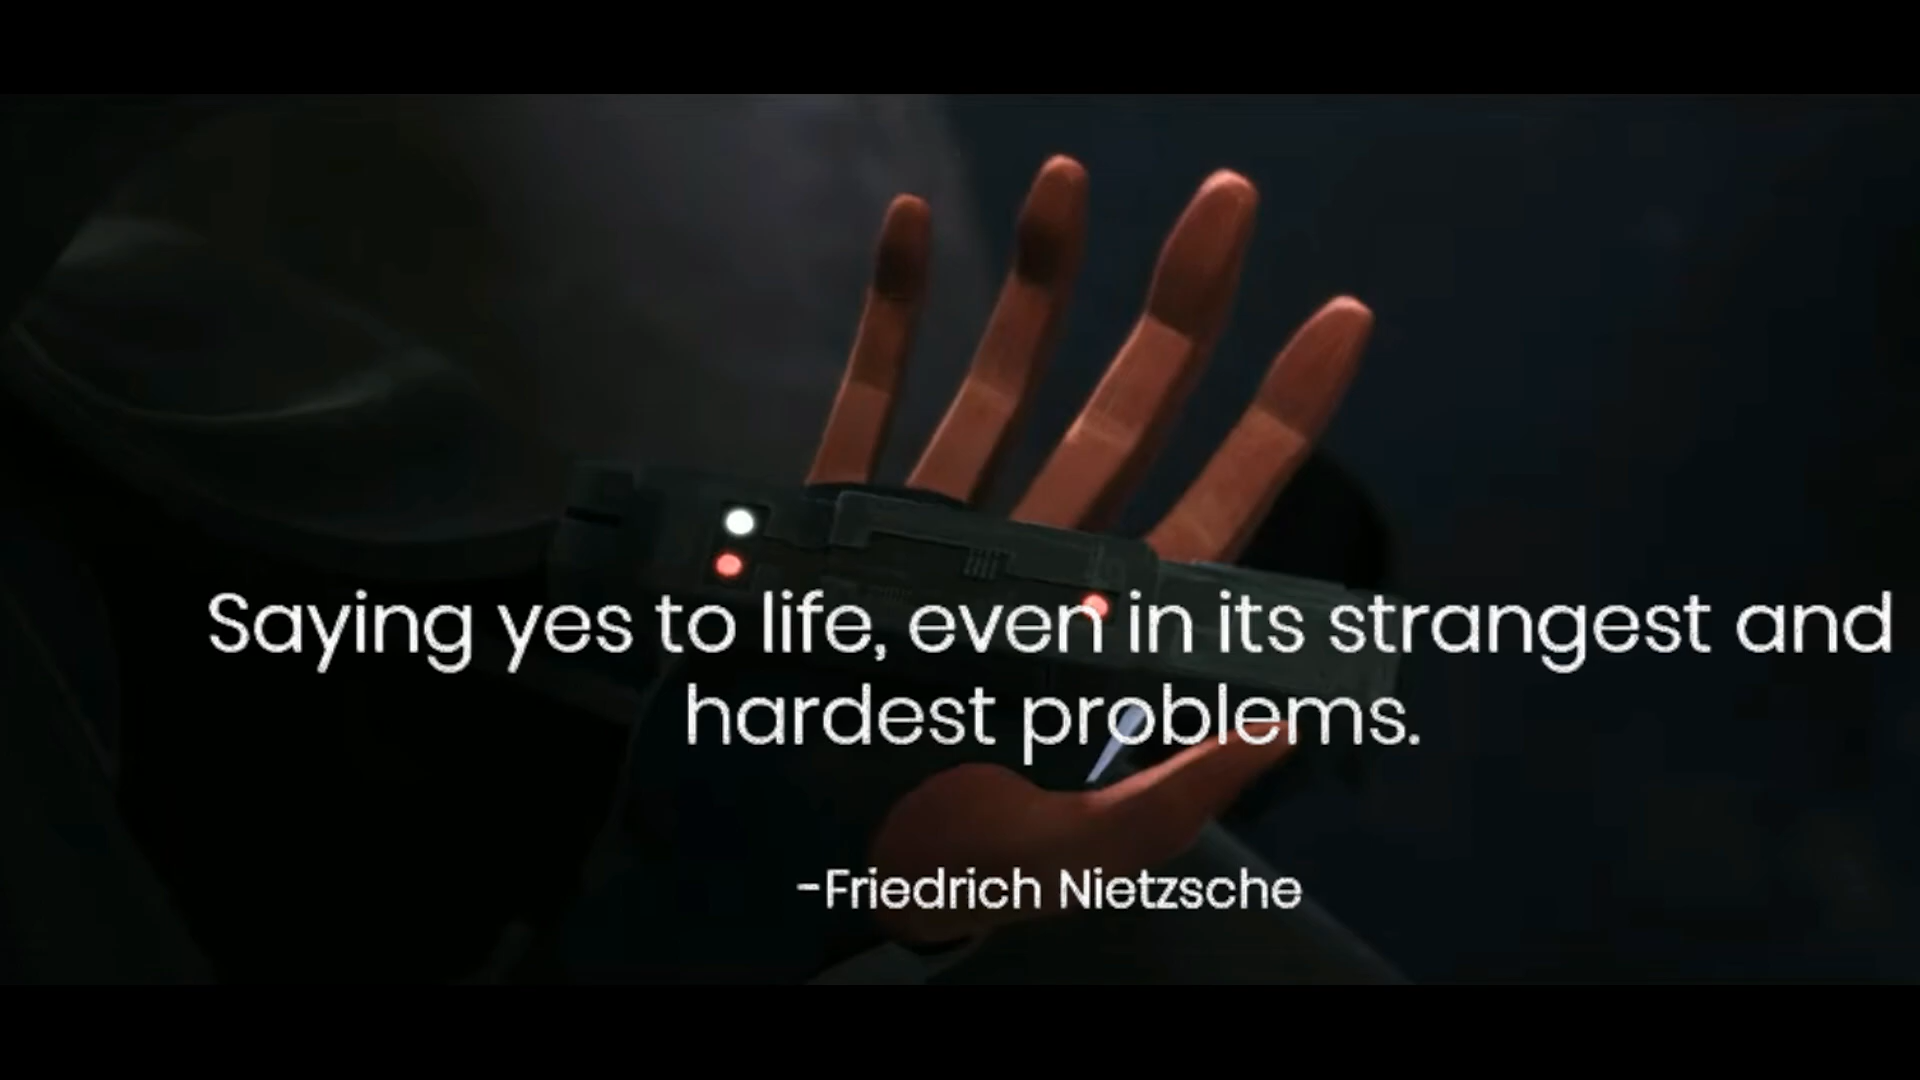 Saying yes to life, even in its strangest and
hardest problems.
-Friedrich Nietzsche